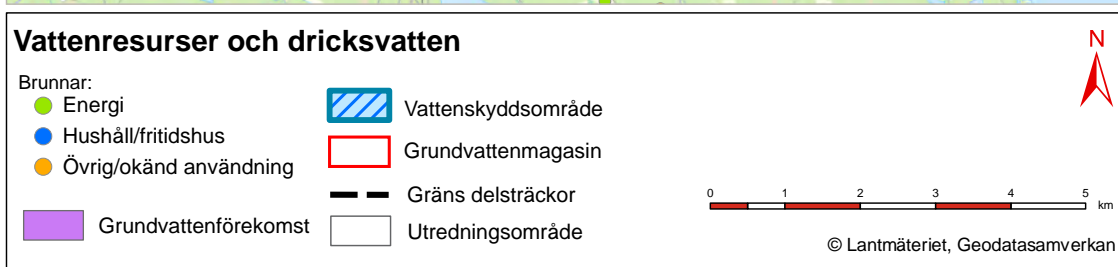 Vattenresurser och dricksvatten
N
Brunnar:
Energi
Hushåll/fritidshus
Övrig/okänd användning
Grundvattenförekomst
Vattenskyddsområde
Grundvattenmagasin
Gräns delsträckor
Utredningsområde
0 1 2 3 4 5
km
© Lantmäteriet, Geodatasamverkan